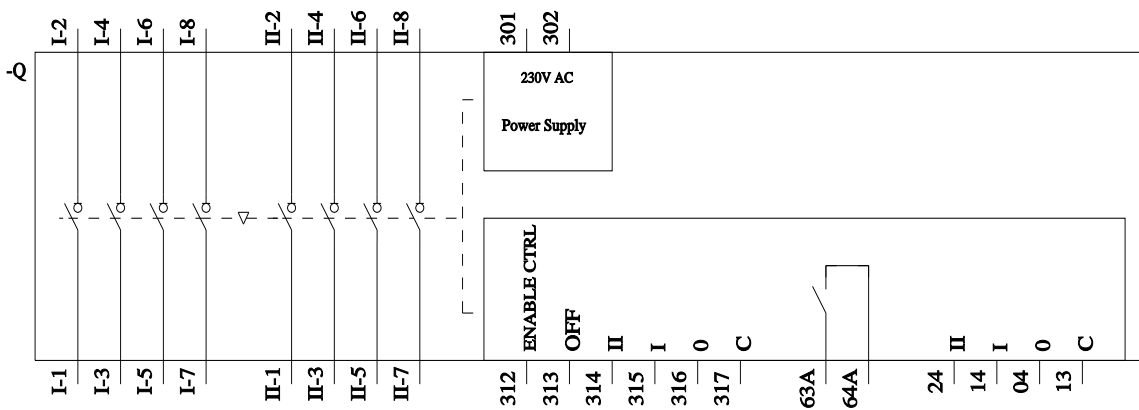 I-2 I-4 I-6 I-8 II-2 II-4 II-6 II-8 301 302
-Q
230V AC
Power Supply
ENABLE CTRL OFF II I 0 C II I 0 C
I-1 I-3 I-5 I-7 II-1 II-3 II-5 II-7 312 313 314 315 316 317 63A 64A 24 14 04 13